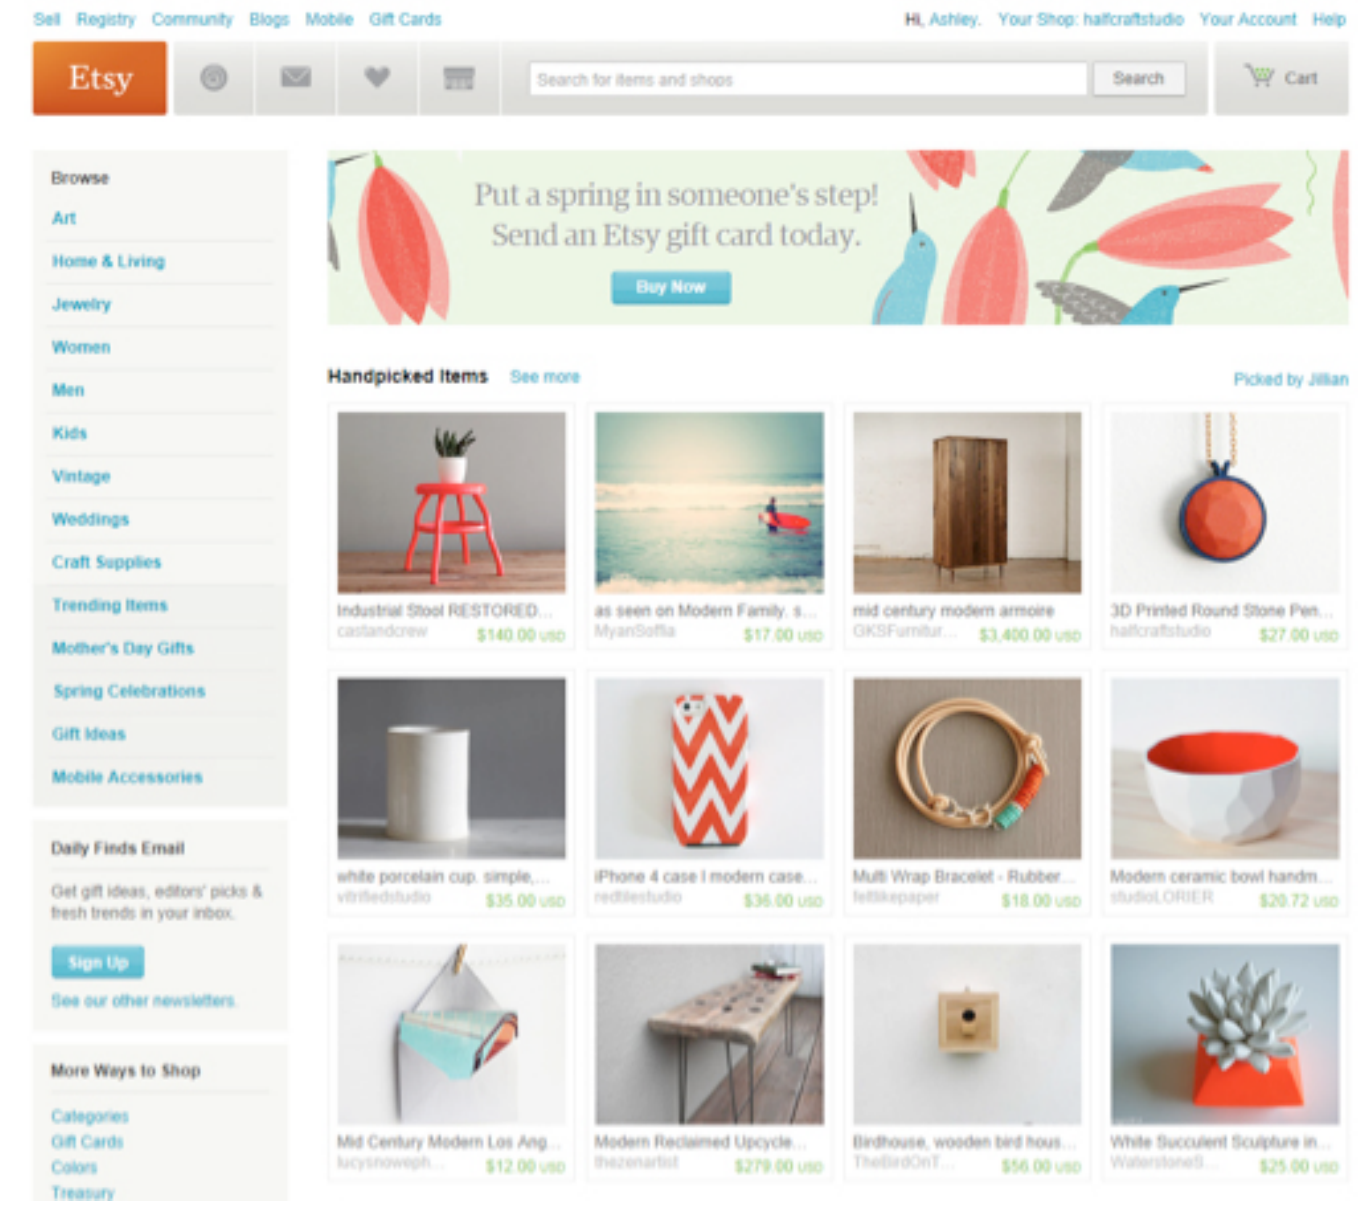 Sell Registry Community Blogs Mobile Gift Cards
Hi, Ashley. Your Shop: halfcraftstudio Your Account Help
Etsy
Search for items and shops
Search
Cart
Browse
Art
Home & Living
Jewelry
Women
Men
Kids
Vintage
Weddings
Craft Supplies
Trending Items
Mother's Day Gifts
Spring Celebrations
Gift Ideas
Mobile Accessories
Daily Finds Email
Get gift ideas, editors' picks &
fresh trends in your inbox.
Sign Up
See our other newsletters.
More Ways to Shop
Categories
Gift Cards
Colors
Treasury
Put a spring in someone's step!
Send an Etsy gift card today.
Buy Now
Handpicked Items See more
Picked by Jillian
Industrial Stool RESTORED...
castandcrew $140.00 USD
as seen on Modern Family. s...
MyanSoffia $17.00 USD
mid century modern armoire
GKSFurnitur... $3,400.00 USD
3D Printed Round Stone Pen...
halfcraftstudio $27.00 USD
white porcelain cup. simple,...
vitrifiedstudio $35.00 USD
iPhone 4 case I modern case...
redtilestudio $36.00 USD
Multi Wrap Bracelet - Rubber...
feltlikepaper $18.00 USD
Modern ceramic bowl handm...
studioLORIER $20.72 USD
Mid Century Modern Los Ang...
lucysnoweph... $12.00 USD
Modern Reclaimed Upcycle...
thezenartist $279.00 USD
Birdhouse, wooden bird hous...
TheBirdOnT... $56.00 USD
White Succulent Sculpture in...
WaterstoneS... $25.00 USD